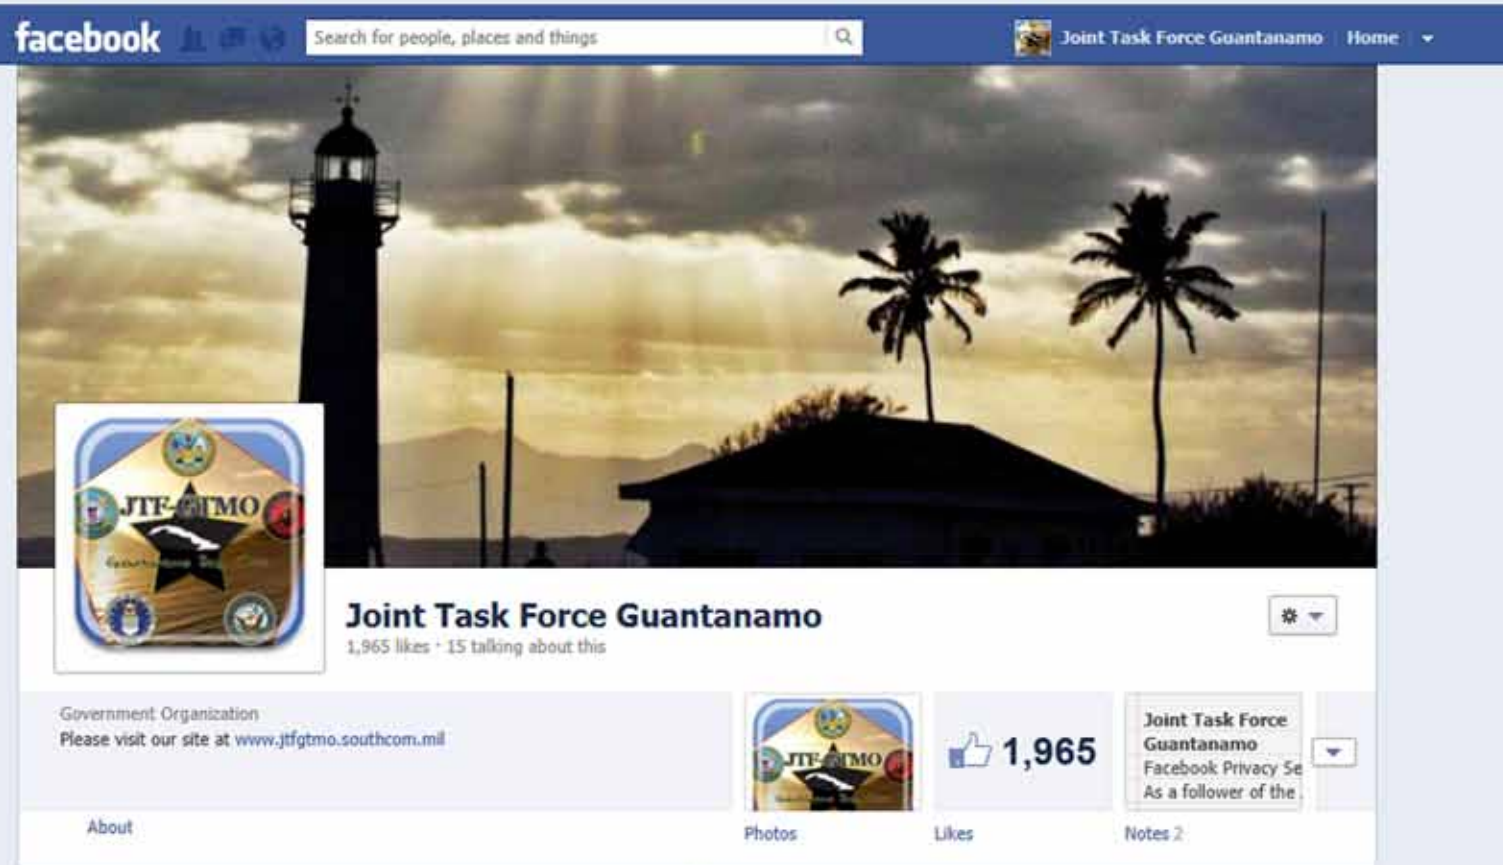 facebook
Search for people, places and things
Joint Task Force Guantanamo
Home
JTF-GTMO
Joint Task Force Guantanamo
1,965 likes · 15 talking about this
Government Organization
Please visit our site at www.jtfgtmo.southcom.mil
About
JTF-GTMO
Photos
1,965
Likes
Joint Task Force
Guantanamo
Facebook Privacy Se
As a follower of the
Notes 2